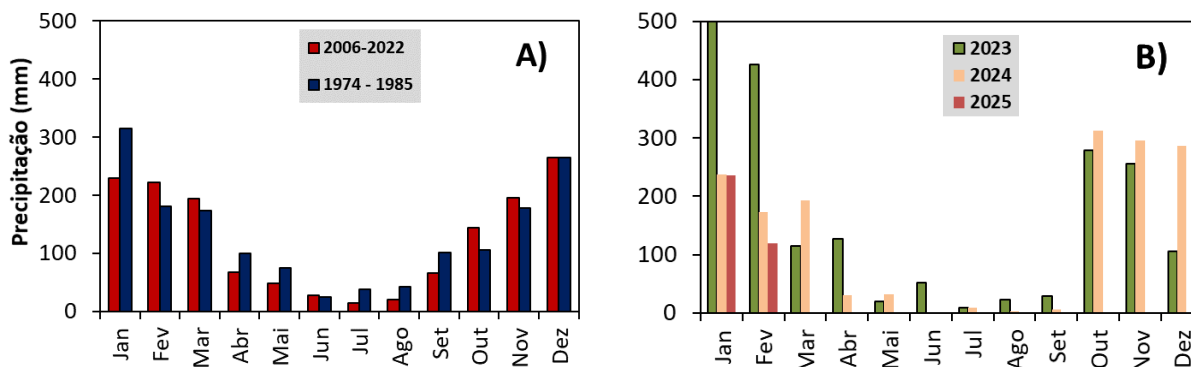 Precipitação (mm)
500
400
300
200
100
0
2006-2022
1974 - 1985
A)
Jan
Fev
Mar
Abr
Mai
Jun
Jul
Ago
Set
Out
Nov
Dez
500
400
300
200
100
0
2023
2024
2025
B)
Jan
Fev
Mar
Abr
Mai
Jun
Jul
Ago
Set
Out
Nov
Dez